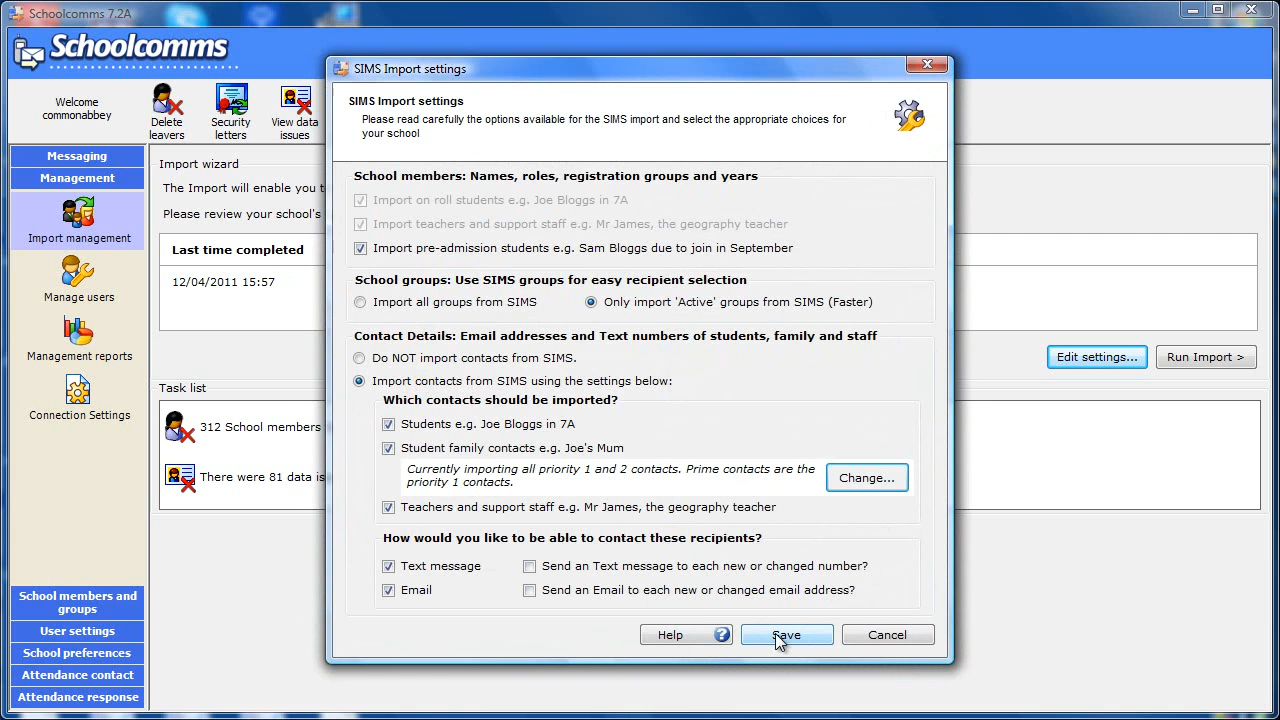 Schoolcomms 7.2A
Schoolcomms
Welcome
commonabbey
Delete
leavers
Security
letters
View data
issues
Messaging
Management
Import management
Manage users
Management reports
Connection Settings
School members and
groups
User settings
School preferences
Attendance contact
Attendance response
Import wizard
The Import will enable you t
Please review your school's
Last time completed
12/04/2011 15:57
Edit settings...
Run Import >
Task list
312 School members
There were 81 data is
SIMS Import settings
SIMS Import settings
Please read carefully the options available for the SIMS import and select the appropriate choices for
your school
School members: Names, roles, registration groups and years
Import on roll students e.g. Joe Bloggs in 7A
Import teachers and support staff e.g. Mr James, the geography teacher
Import pre-admission students e.g. Sam Bloggs due to join in September
School groups: Use SIMS groups for easy recipient selection
Import all groups from SIMS
Only import 'Active' groups from SIMS (Faster)
Contact Details: Email addresses and Text numbers of students, family and staff
Do NOT import contacts from SIMS.
Import contacts from SIMS using the settings below:
Which contacts should be imported?
Students e.g. Joe Bloggs in 7A
Student family contacts e.g. Joe's Mum
Currently importing all priority 1 and 2 contacts. Prime contacts are the
priority 1 contacts.
Change...
Teachers and support staff e.g. Mr James, the geography teacher
How would you like to be able to contact these recipients?
Text message
Send an Text message to each new or changed number?
Email
Send an Email to each new or changed email address?
Help
Save
Cancel